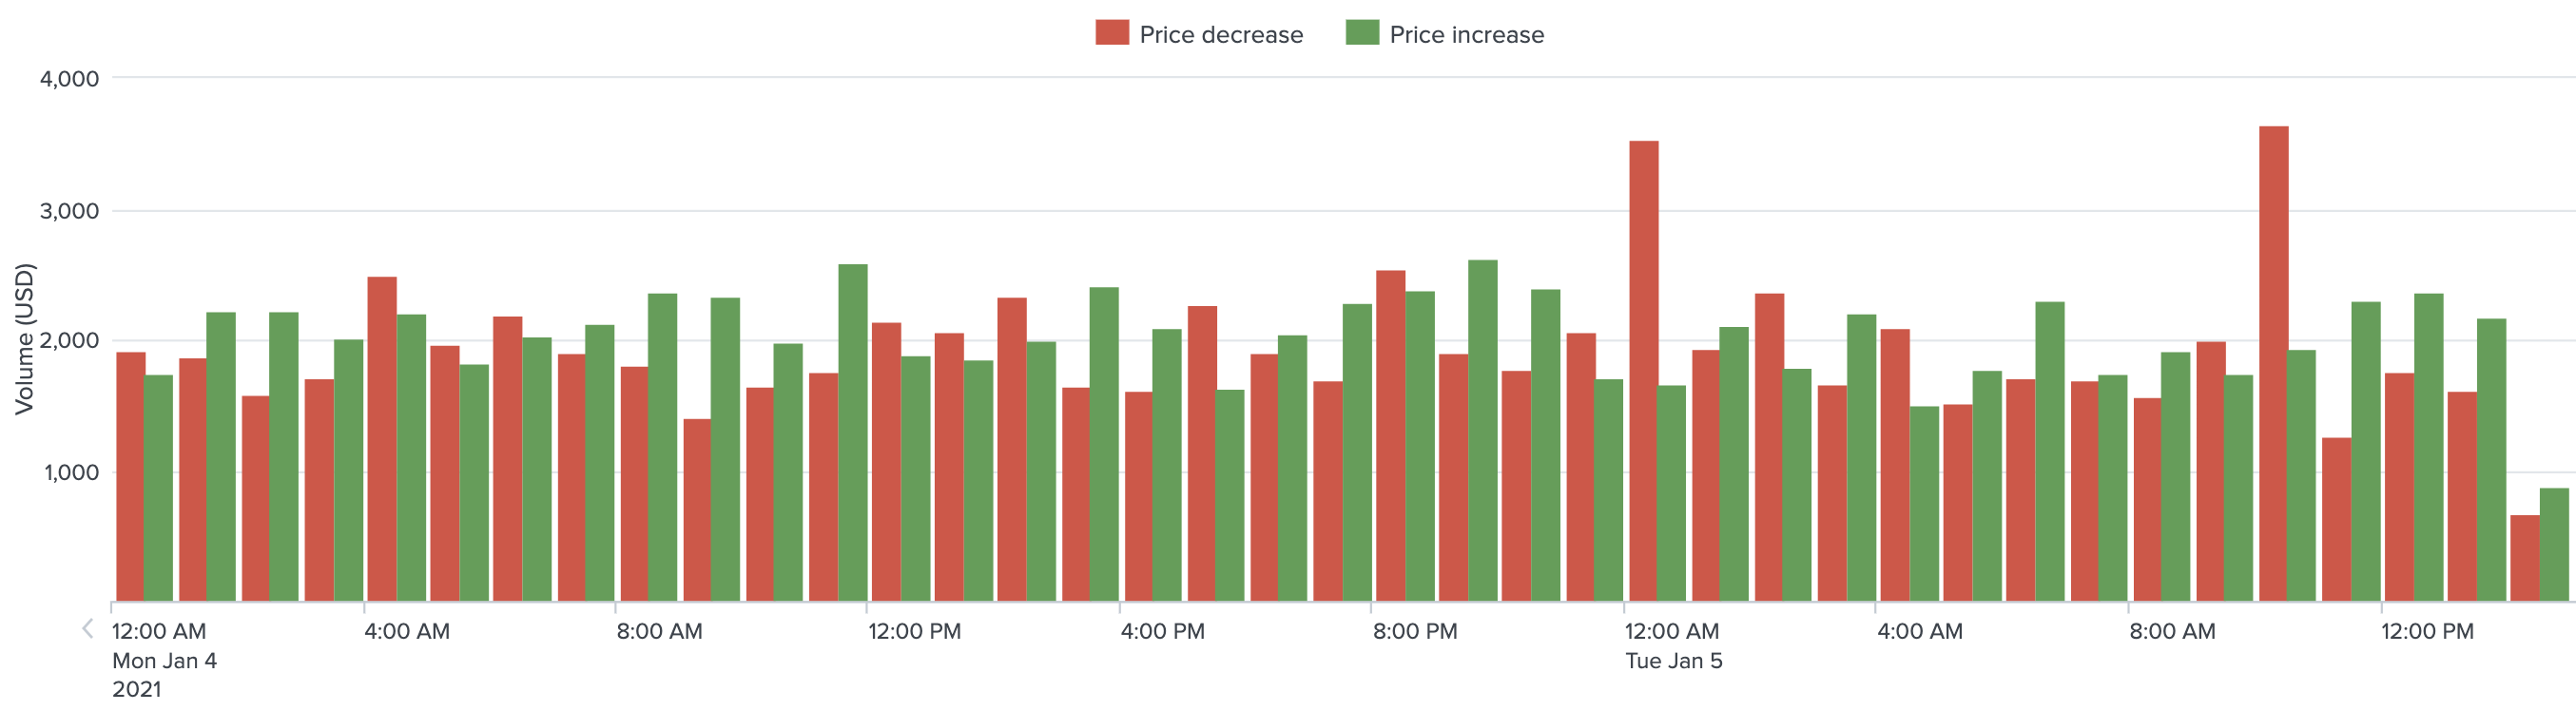 Price decrease Price increase
4,000
3,000
2,000
1,000
Volume (USD)
12:00 AM 4:00 AM 8:00 AM 12:00 PM 4:00 PM 8:00 PM 12:00 AM 4:00 AM 8:00 AM 12:00 PM
Mon Jan 4 Tue Jan 5
2021